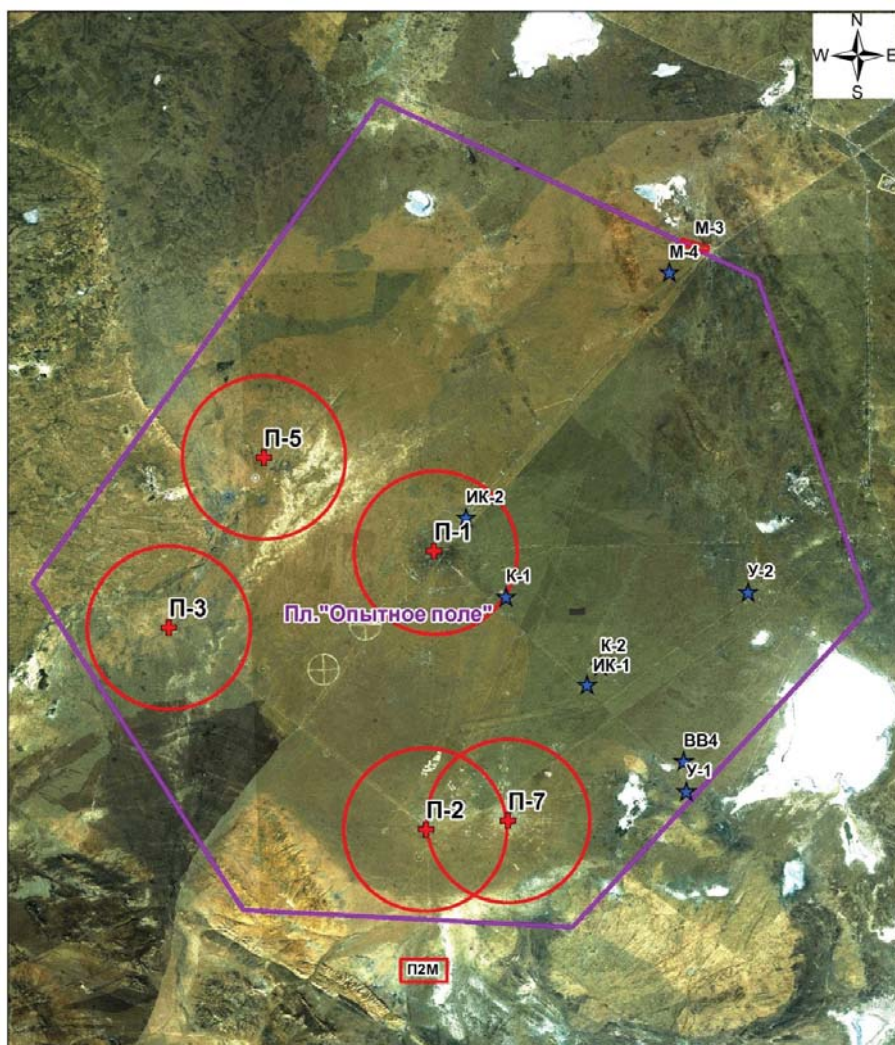 N
W E
S
М-3
М-4
П-5
ИК-2
П-1
К-1
У-2
Пл."Опытное поле"
П-3
К-2
ИК-1
ВВ4
У-1
П-7
П-2
П2М